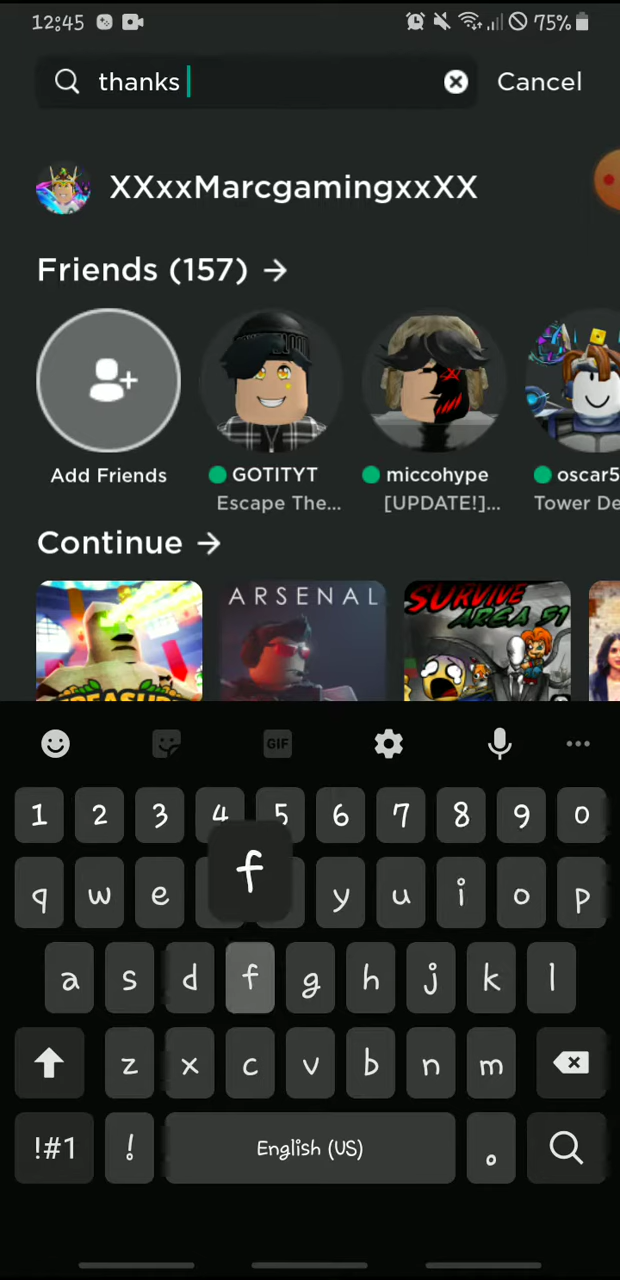 12:45 75%
thanks Cancel
XXxxMarcgamingxxXX
Friends (157) →
Add Friends GOTITYT miccohype oscar5
Escape The... [UPDATE!]... Tower De
Continue →
ARSENAL SURVIVE
AREA 51
GIF
1 2 3 4 5 6 7 8 9 0
f
q w e y u i o p
a s d f g h j k l
z x c v b n m
!#1 ! English (US) .